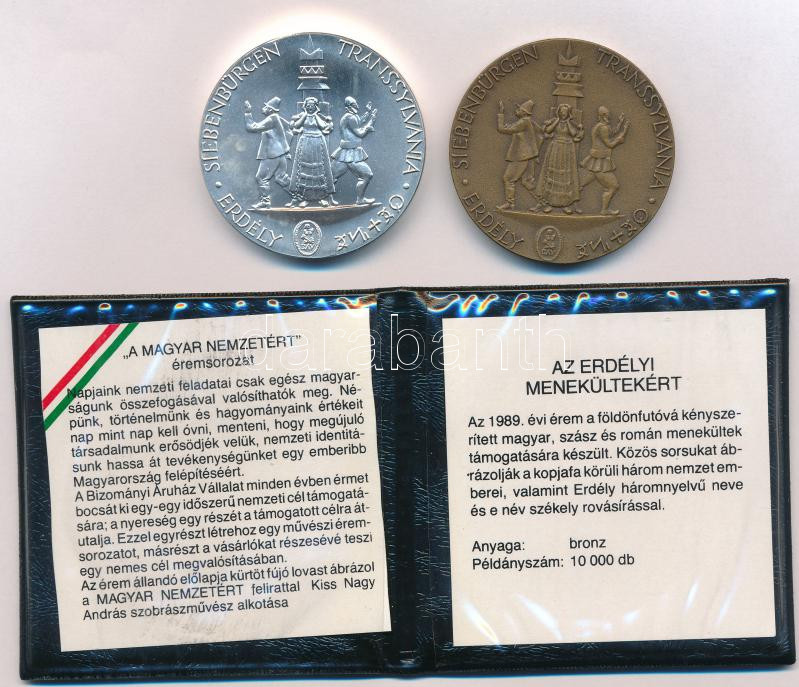 SIEBENBÜRGEN · TRANSSYLVANIA · ERDÉLY
SIEBENBÜRGEN · TRANSSYLVANIA · ERDÉLY
darabanth
„A MAGYAR NEMZETÉRT”
éremsorozat
Napjaink nemzeti feladatai csak egész magyar-
ságunk összefogásával valósíthatók meg. Né-
pünk, történelmünk és hagyományaink értékeit
nap mint nap kell óvni, menteni, hogy megújuló
társadalmunk erősödjék velük, nemzeti identitá-
sunk hassa át tevékenységünket egy emberibb
Magyarország felépítéséért.
A Bizományi Áruház Vállalat minden évben érmet
bocsát ki egy-egy időszerű nemzeti cél támogatá-
sára; a nyereség egy részét a támogatott célra át-
utalja. Ezzel egyrészt létrehoz egy művészi érem-
sorozatot, másrészt a vásárlókat részesévé teszi
egy nemes cél megvalósításában.
Az érem állandó előlapja kürtöt fújó lovast ábrázol
a MAGYAR NEMZETÉRT felirattal Kiss Nagy
András szobrászművész alkotása
AZ ERDÉLYI
MENEKÜLTEKÉRT
Az 1989. évi érem a földönfutóvá kénysze-
rített magyar, szász és román menekültek
támogatására készült. Közös sorsukat áb-
rázolják a kopjafa körüli három nemzet em-
berei, valamint Erdély háromnyelvű neve
és e név székely rovásírással.
Anyaga: bronz
Példányszám: 10 000 db